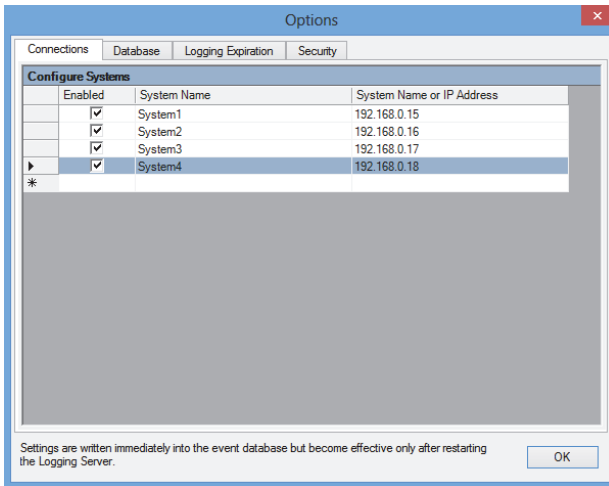 Options
Connections Database Logging Expiration Security
Configure Systems
Enabled System Name System Name or IP Address
System1 192.168.0.15
System2 192.168.0.16
System3 192.168.0.17
System4 192.168.0.18
Settings are written immediately into the event database but become effective only after restarting
the Logging Server.
OK